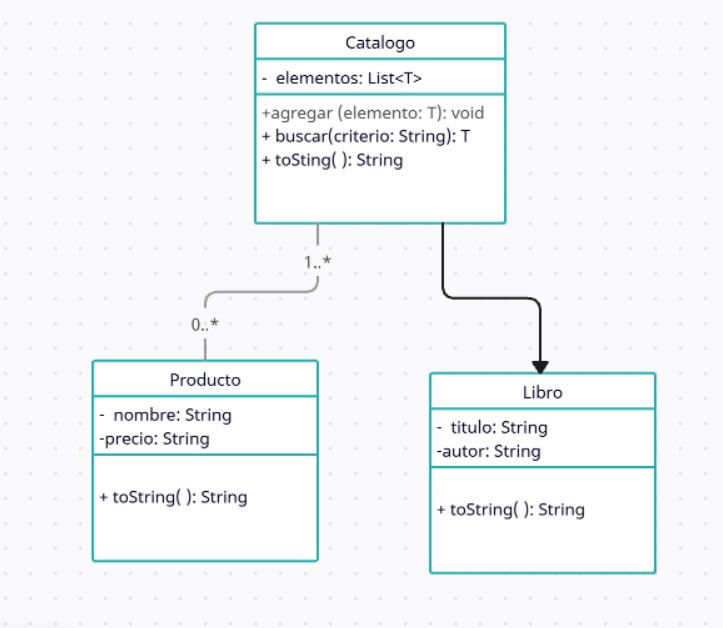 Catalogo
- elementos: List<T>
+agregar (elemento: T): void
+ buscar(criterio: String): T
+ toSting( ): String
1..*
0..*
Producto
- nombre: String
-precio: String
+ toString( ): String
Libro
- titulo: String
-autor: String
+ toString( ): String